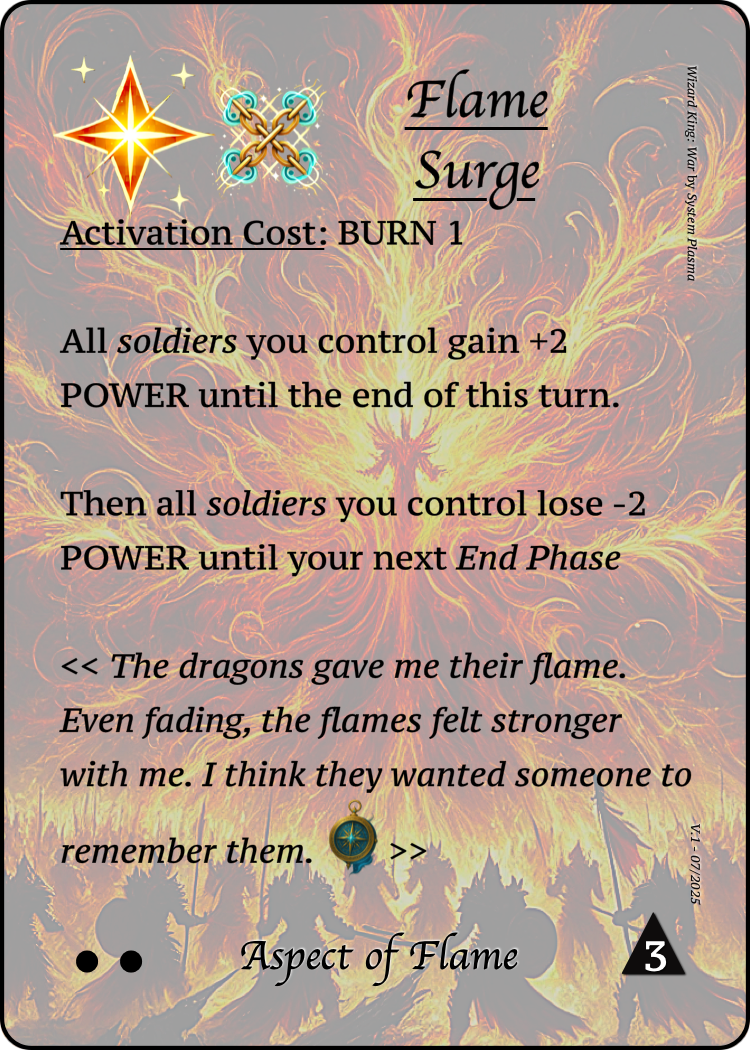 Flame
Surge
Wizard King: War by System Plasma
Activation Cost: BURN 1
All soldiers you control gain +2
POWER until the end of this turn.
Then all soldiers you control lose -2
POWER until your next End Phase
<< The dragons gave me their flame.
Even fading, the flames felt stronger
with me. I think they wanted someone to
remember them. >>
V.1 - 07/2025
Aspect of Flame
3